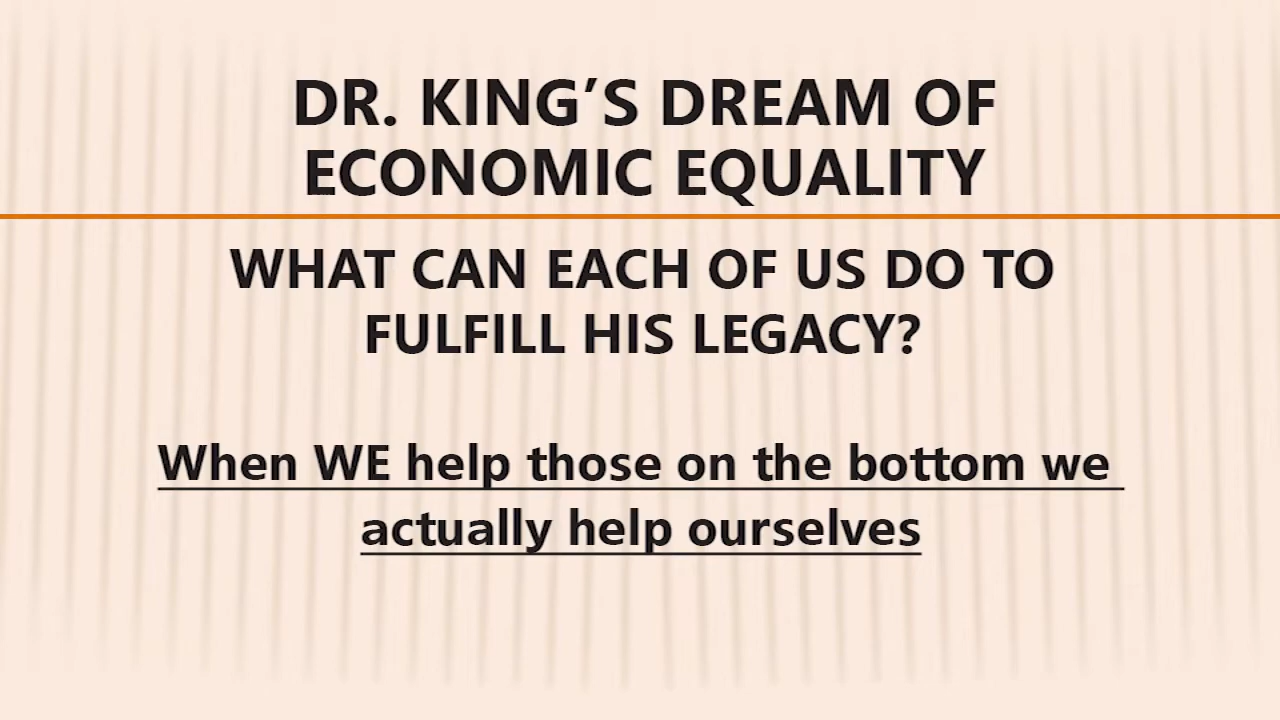 DR. KING’S DREAM OF
ECONOMIC EQUALITY
WHAT CAN EACH OF US DO TO
FULFILL HIS LEGACY?
When WE help those on the bottom we
actually help ourselves